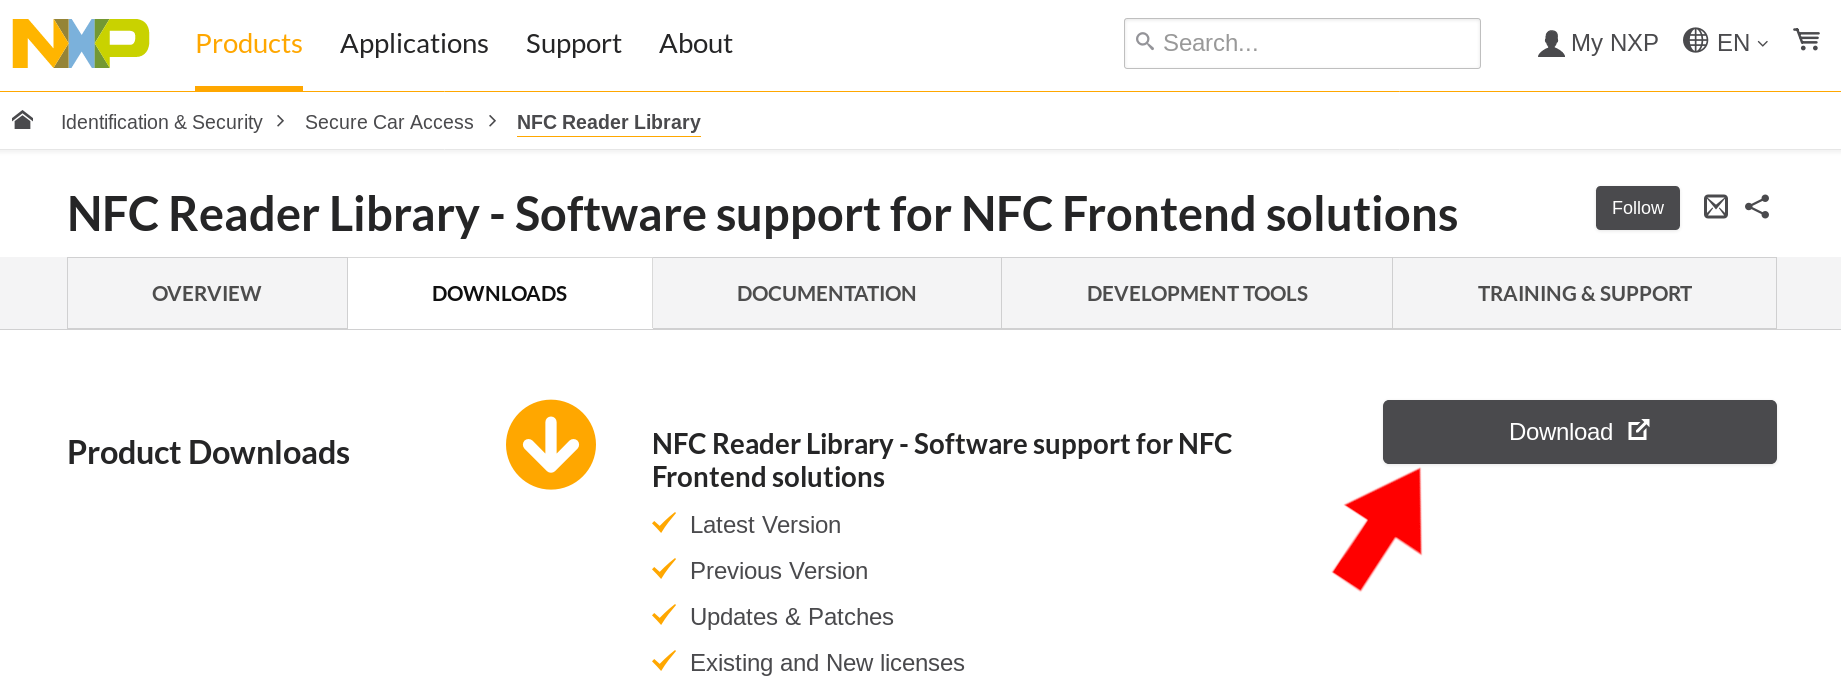 NXP Products Applications Support About Search... My NXP EN
Identification & Security Secure Car Access NFC Reader Library
NFC Reader Library - Software support for NFC Frontend solutions Follow
OVERVIEW DOWNLOADS DOCUMENTATION DEVELOPMENT TOOLS TRAINING & SUPPORT
Product Downloads
NFC Reader Library - Software support for NFC
Frontend solutions
Download
Latest Version
Previous Version
Updates & Patches
Existing and New licenses